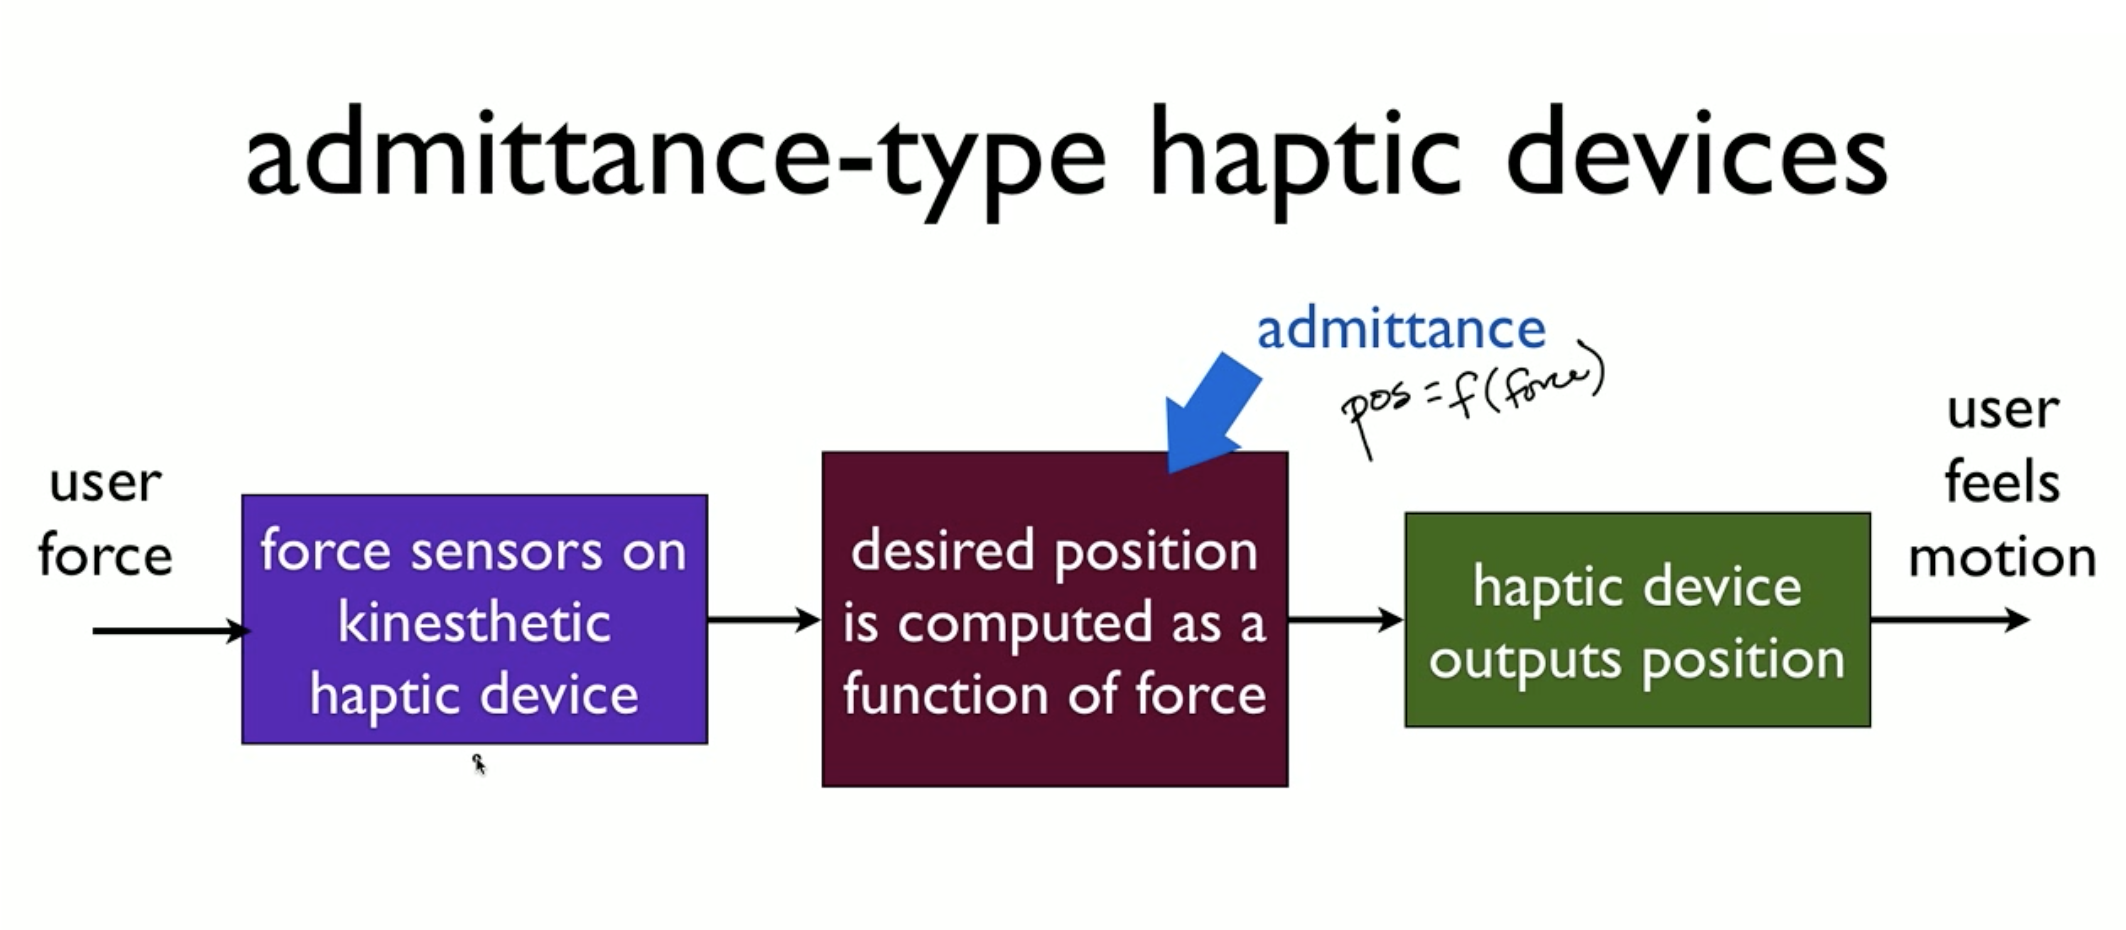 admittance-type haptic devices
admittance
pos = f(force)
user
force
force sensors on
kinesthetic
haptic device
desired position
is computed as a
function of force
haptic device
outputs position
user
feels
motion